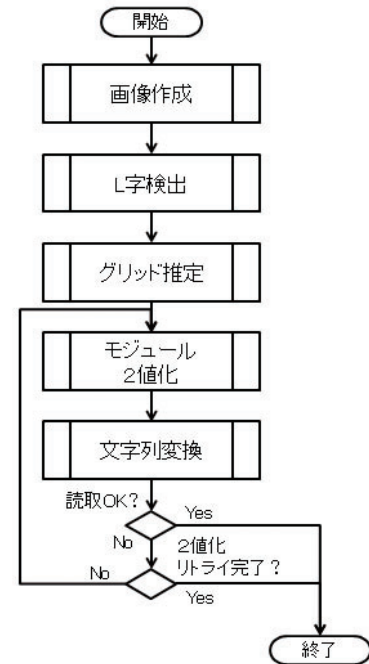 開始
画像作成
L字検出
グリッド推定
モジュール
2値化
文字列変換
読取OK?
Yes
No
2値化
リトライ完了?
No
Yes
終了